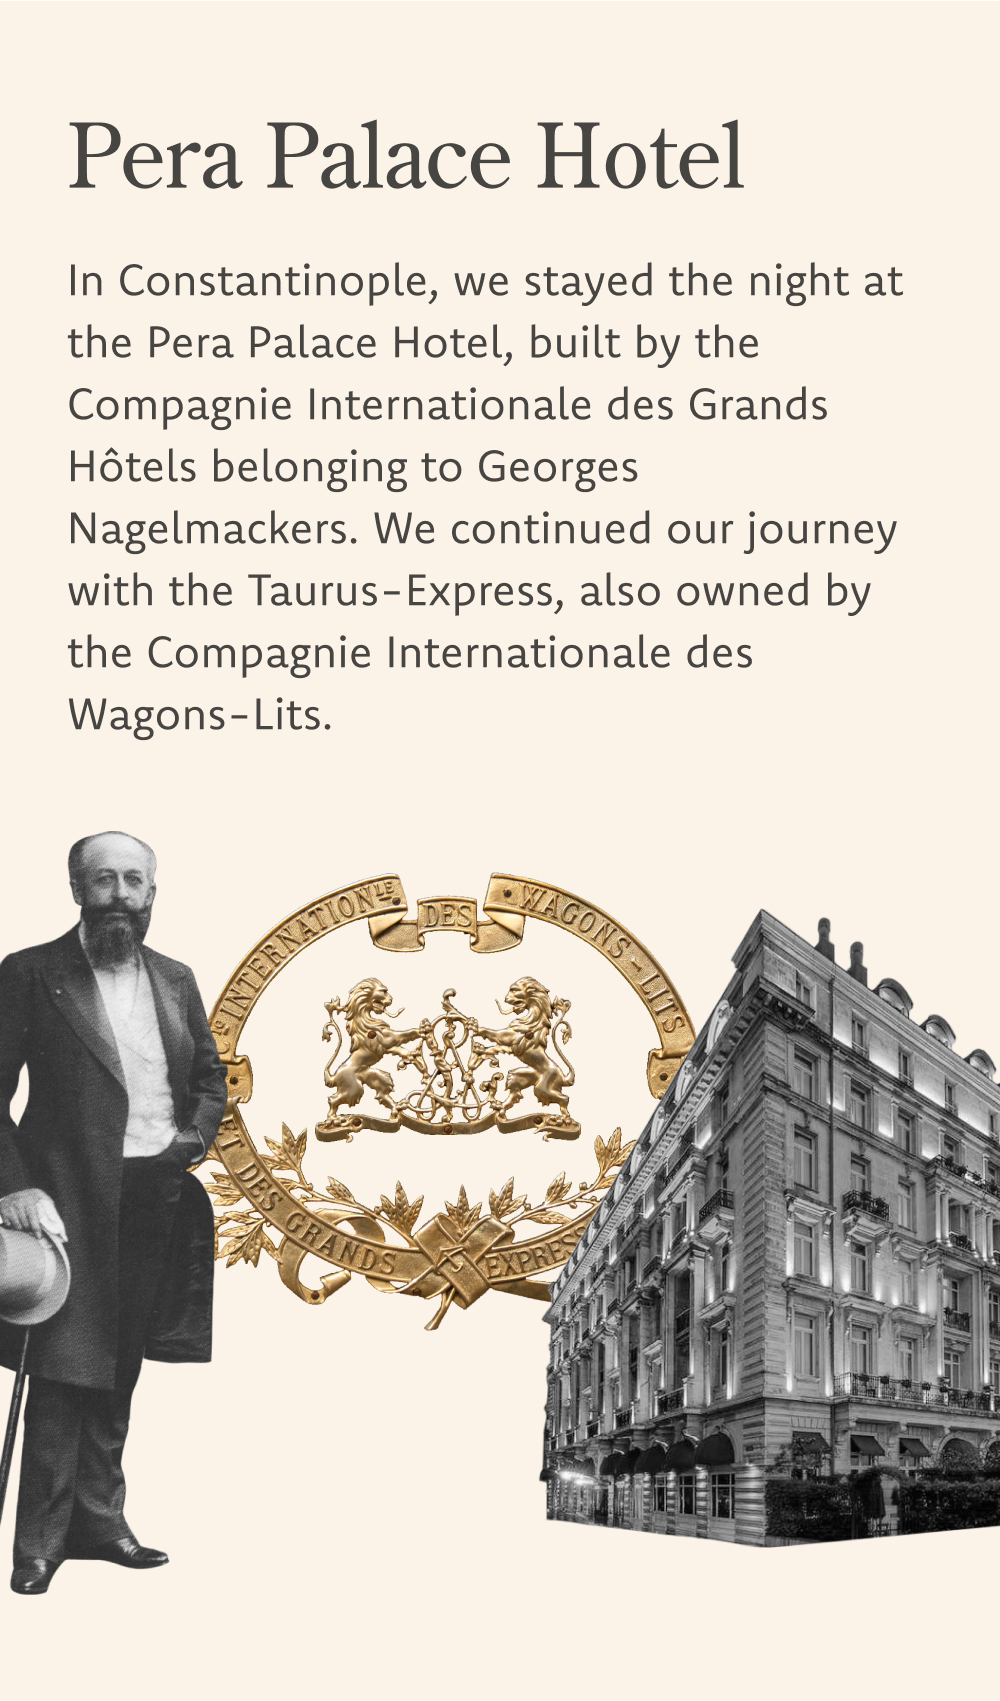 Pera Palace Hotel
In Constantinople, we stayed the night at
the Pera Palace Hotel, built by the
Compagnie Internationale des Grands
Hôtels belonging to Georges
Nagelmackers. We continued our journey
with the Taurus-Express, also owned by
the Compagnie Internationale des
Wagons-Lits.
INTERNATIONLE DES WAGONS-LITS
ET DES GRANDS EXPRES